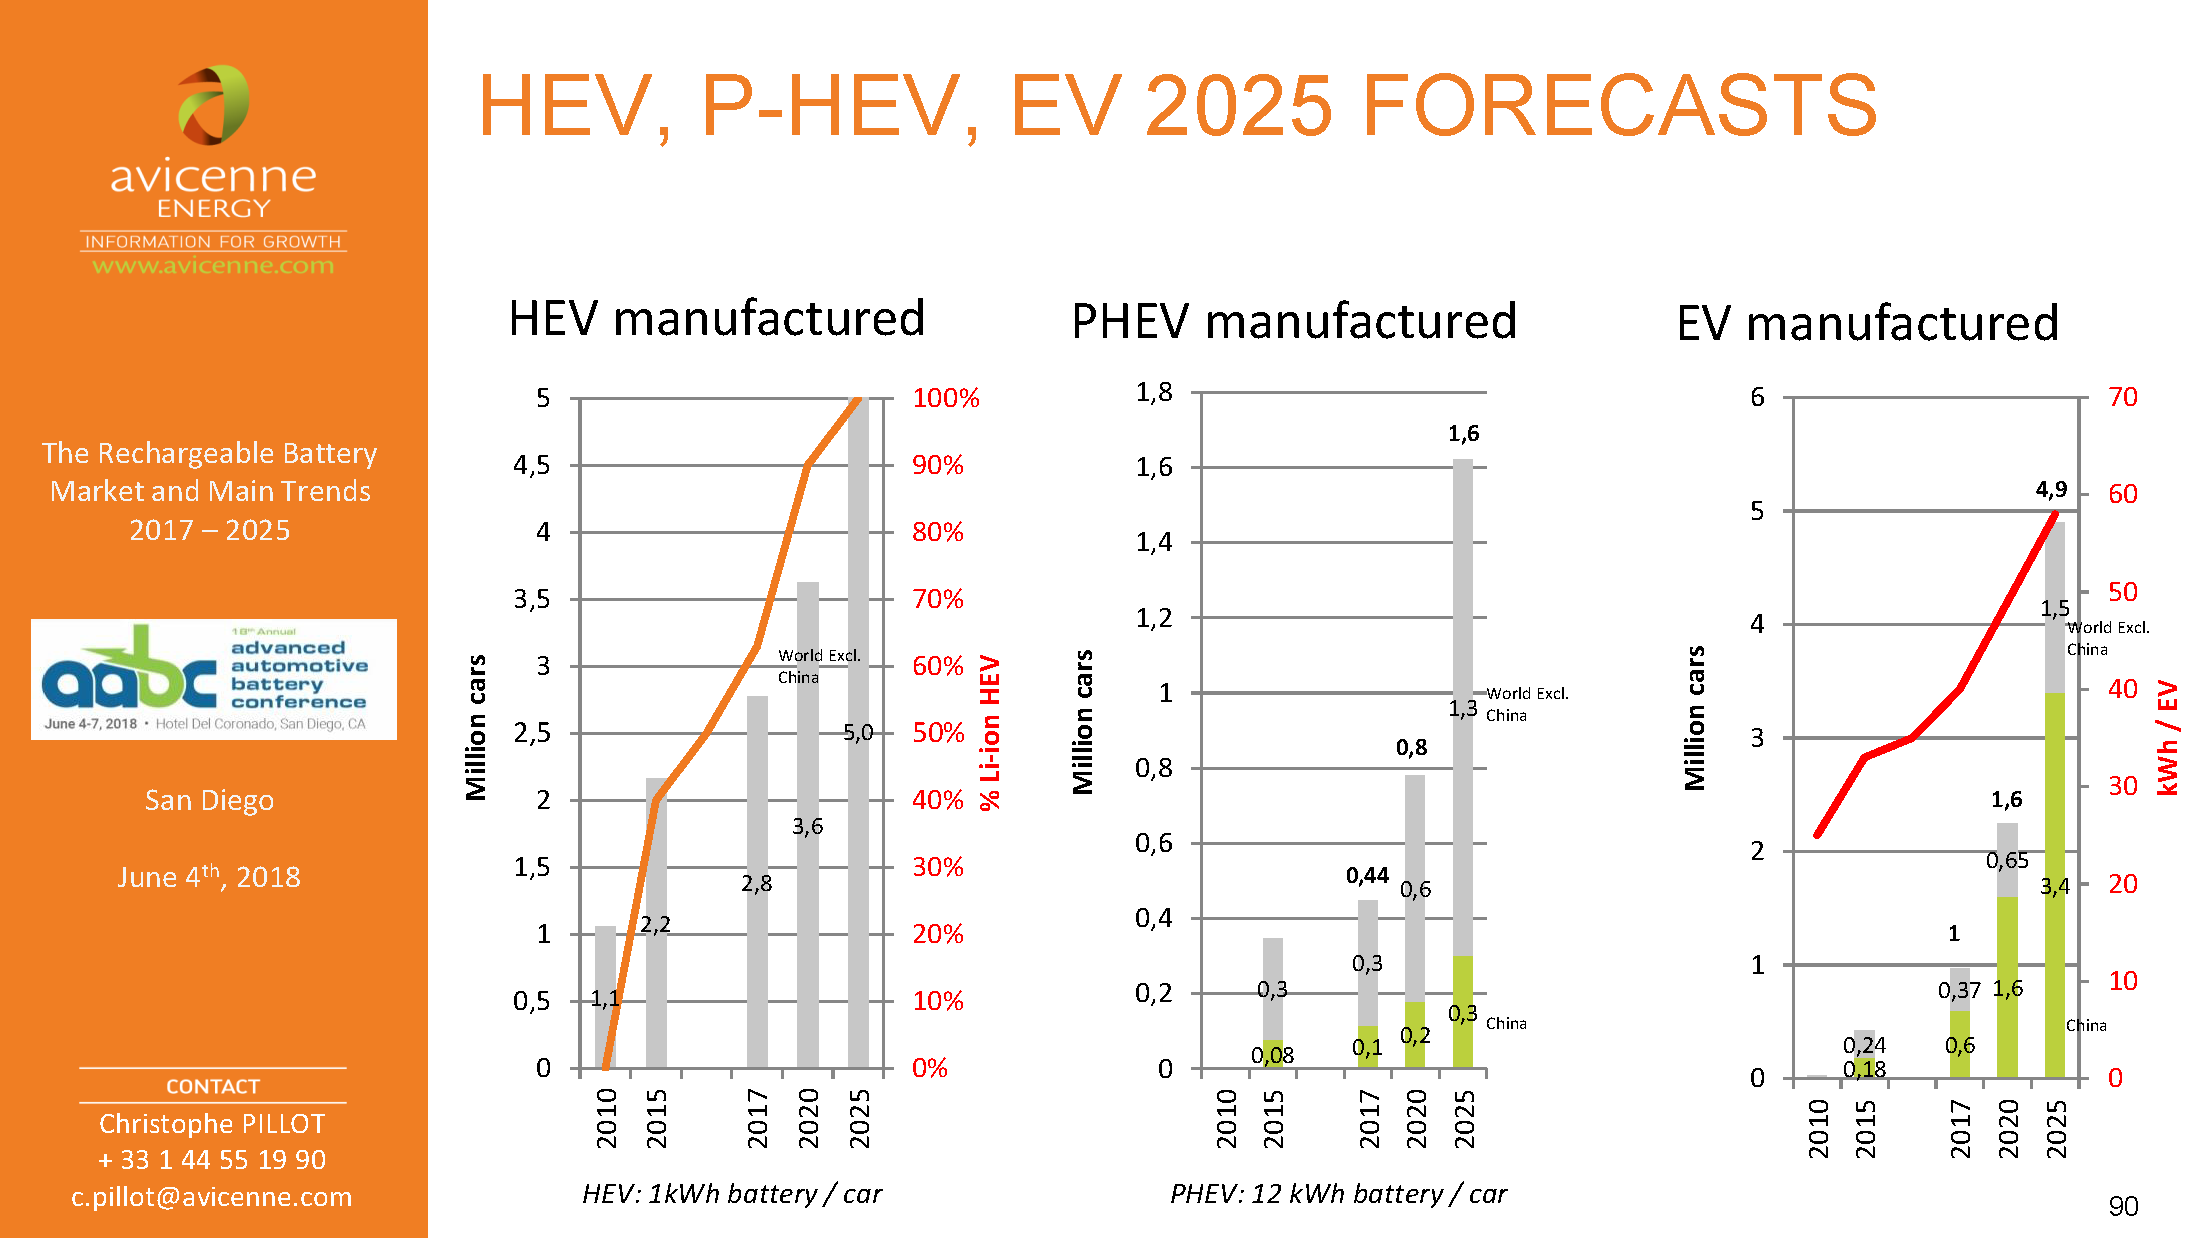 avicenne
ENERGY
INFORMATION FOR GROWTH
www.avicenne.com
The Rechargeable Battery
Market and Main Trends
2017 – 2025
18th Annual
aabc
advanced
automotive
battery
conference
June 4-7, 2018 • Hotel Del Coronado, San Diego, CA
San Diego
June 4th, 2018
CONTACT
Christophe PILLOT
+ 33 1 44 55 19 90
c.pillot@avicenne.com
HEV, P-HEV, EV 2025 FORECASTS
HEV manufactured
Million cars
5
4,5
4
3,5
3
2,5
2
1,5
1
0,5
0
100%
90%
80%
70%
60%
50%
40%
30%
20%
10%
0%
% Li-ion HEV
World Excl.
China
1,1
2,2
2,8
3,6
5,0
2010
2015
2017
2020
2025
HEV: 1kWh battery / car
PHEV manufactured
Million cars
1,8
1,6
1,4
1,2
1
0,8
0,6
0,4
0,2
0
1,6
0,8
0,44
1,3
0,6
0,3
0,3
0,08
0,1
0,2
0,3
World Excl.
China
China
2010
2015
2017
2020
2025
PHEV: 12 kWh battery / car
EV manufactured
Million cars
6
5
4
3
2
1
0
70
60
50
40
30
20
10
0
kWh / EV
4,9
1,6
1
1,5
0,65
0,37
0,24
0,18
0,6
1,6
3,4
World Excl.
China
China
2010
2015
2017
2020
2025
90